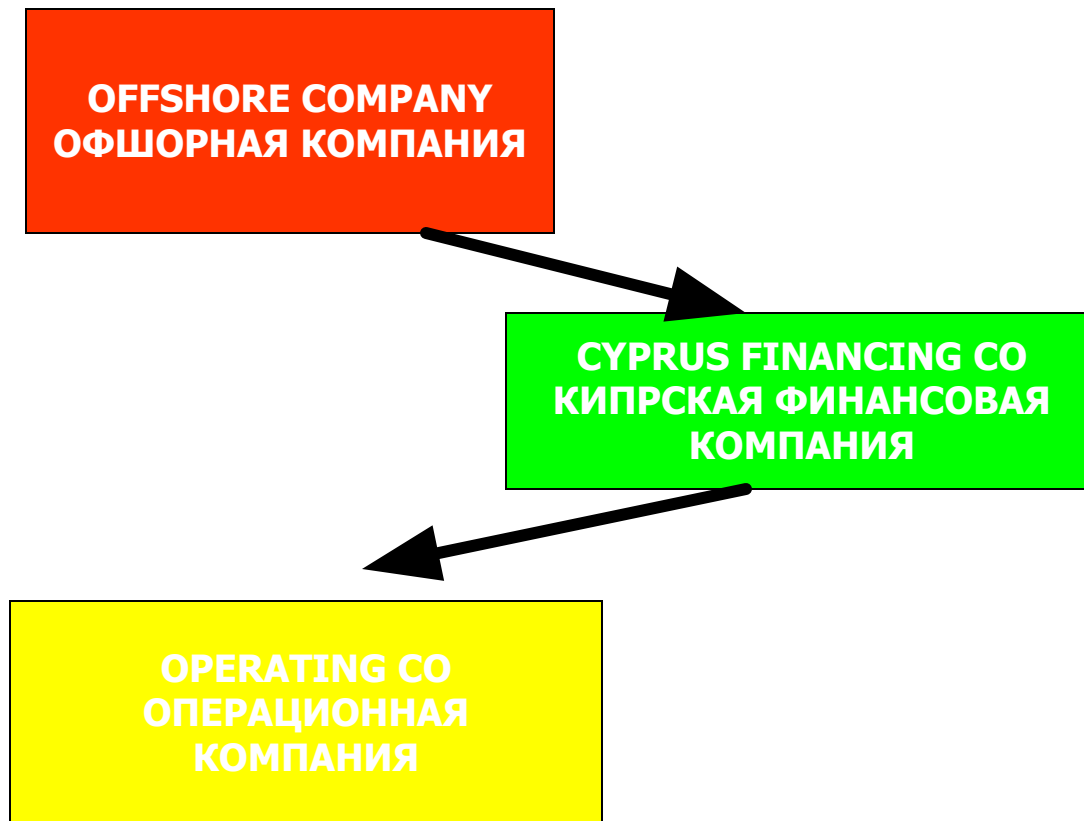 OFFSHORE COMPANY
ОФШОРНАЯ КОМПАНИЯ
CYPRUS FINANCING CO
КИПРСКАЯ ФИНАНСОВАЯ
КОМПАНИЯ
OPERATING CO
ОПЕРАЦИОННАЯ
КОМПАНИЯ